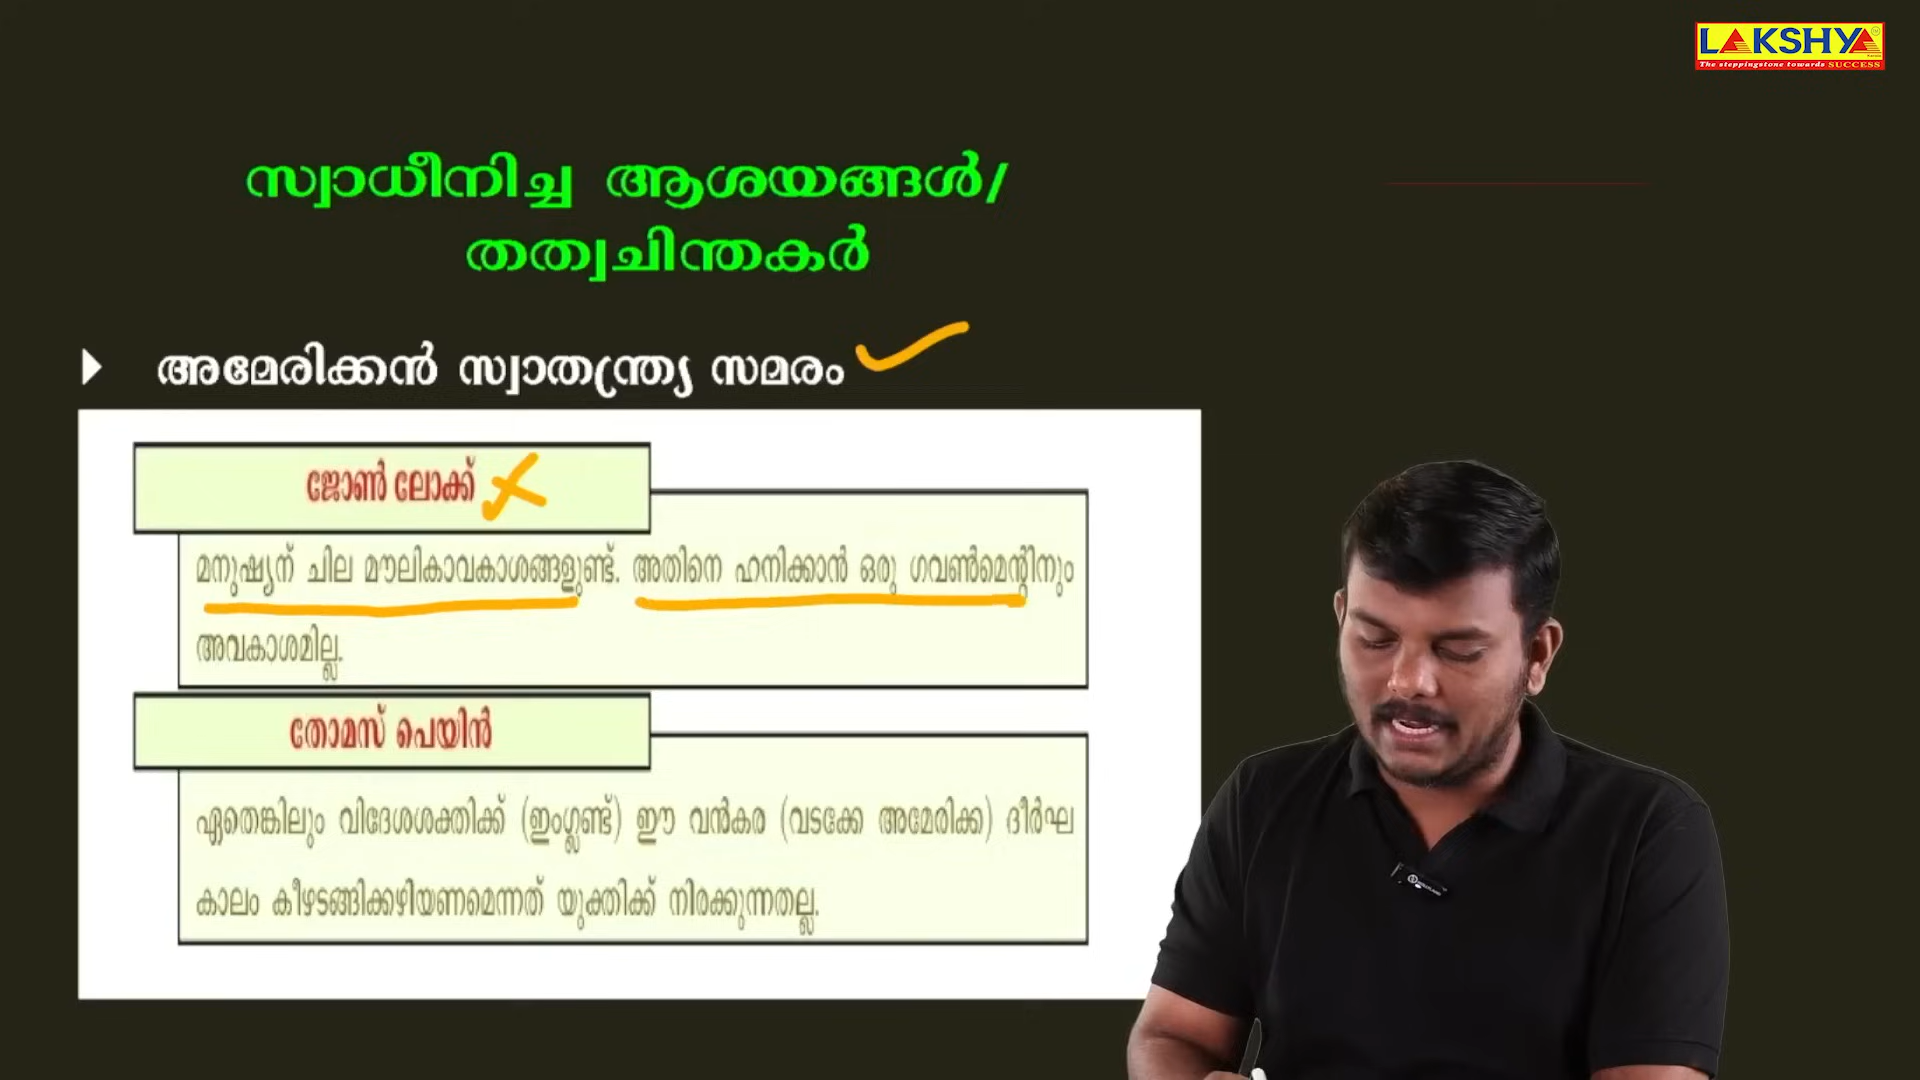 LAKSHYA
The steppingstone towards SUCCESS
സ്വാധീനിച്ച ആശയങ്ങൾ/
തത്വചിന്തകർ
അമേരിക്കൻ സ്വാതന്ത്ര്യ സമരം
ജോൺ ലോക്ക്
മനുഷ്യന് ചില മൗലികാവകാശങ്ങളുണ്ട്. അതിനെ ഹനിക്കാൻ ഒരു ഗവൺമെന്റിനും
അവകാശമില്ല.
തോമസ് പെയിൻ
ഏതെങ്കിലും വിദേശശക്തിക്ക് (ഇംഗ്ലണ്ട്) ഈ വൻകര (വടക്കേ അമേരിക്ക) ദീർഘ
കാലം കീഴടങ്ങിക്കഴിയണമെന്നത് യുക്തിക്ക് നിരക്കുന്നതല്ല.